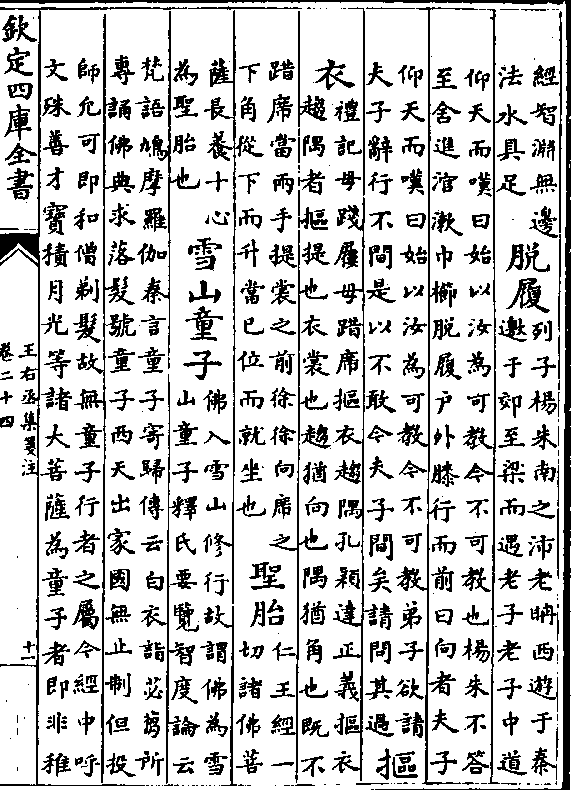 經智淵無邊
法水具足
脫履
列子楊朱南之沛老聃西遊于秦
邀于郊至梁而遇老子老子中道
仰天而嘆曰始以汝為可教今不可教也楊朱不答
至舍進涫漱巾櫛脫履户外膝行而前曰向者夫子
仰天而嘆曰始以汝為可教今不可教弟子欲請
夫子辭行不間是以不敢今夫子間矣請問其過
摳
衣
禮記毋踐屨毋踖席摳衣趨隅孔穎達正義摳衣
趨隅者摳提也衣裳也趨猶向也隅猶角也既不
踖席當兩手提裳之前徐徐向席之
下角從下而升當已位而就坐也
聖胎
仁王經一
切諸佛菩
薩長養十心
為聖胎也
雪山童子
佛入雪山修行故謂佛為雪
山童子釋氏要覽智度論云
梵語鳩摩羅伽秦言童子寄歸傳云白衣詣苾蒭所
專誦佛典求落髮號童子西天出家國無止制但投
師允可即和僧剃髮故無童子行者之屬今經中呼
文殊善才寶積月光等諸大菩薩為童子者即非稚
欽定四庫全書
王右丞集箋注
卷二十四
十一